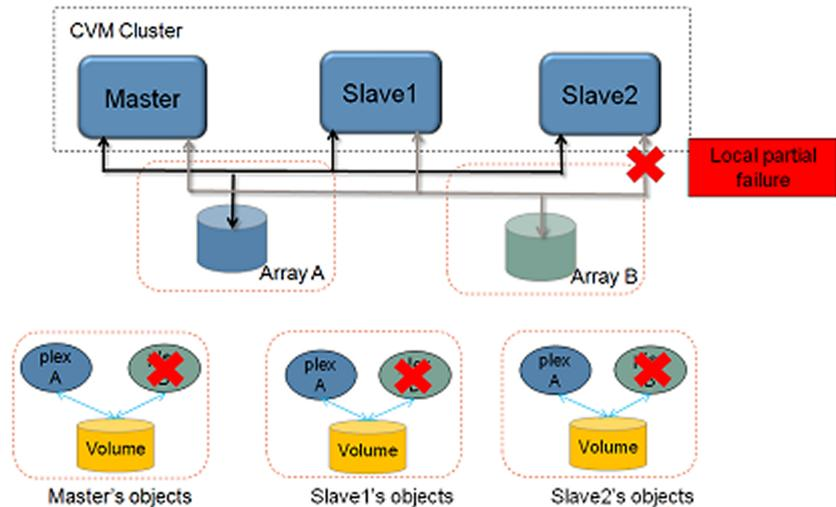 CVM Cluster
Master
Slave1
Slave2
Local partial
failure
Array A
Array B
plex
A
plex
A
plex
A
Volume
Volume
Volume
Master's objects
Slave1's objects
Slave2's objects